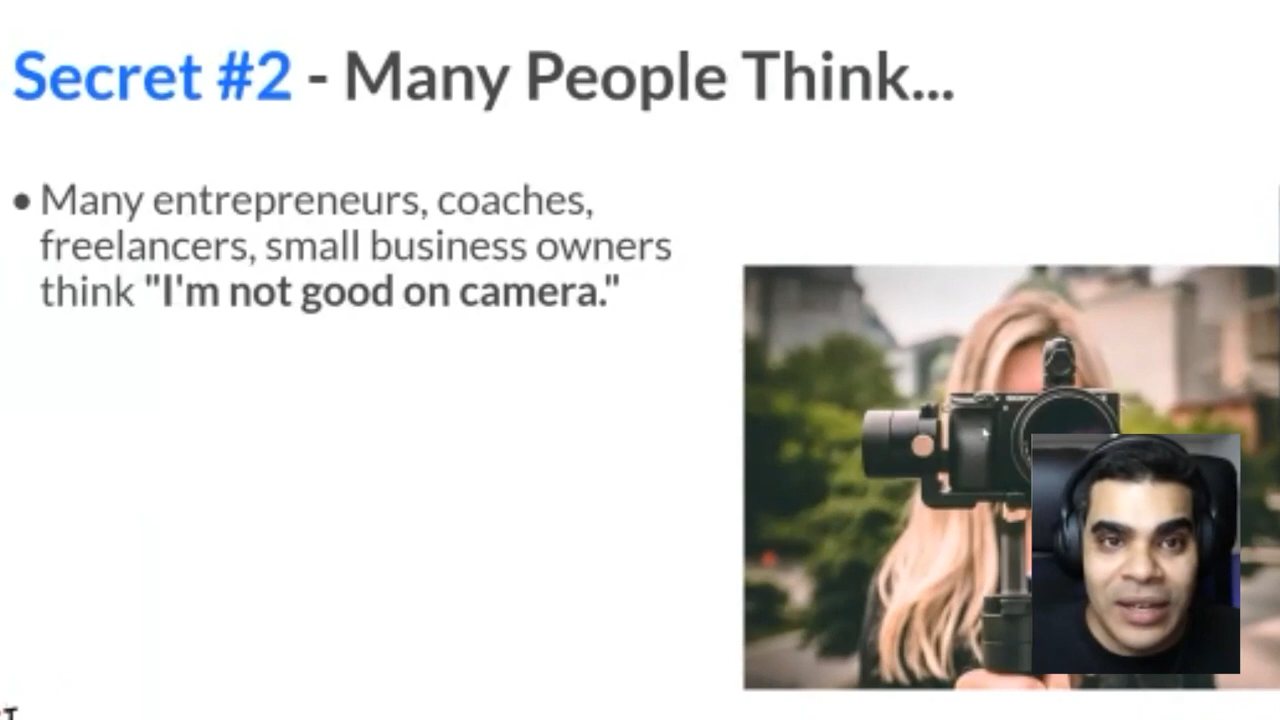 Secret #2 - Many People Think...
• Many entrepreneurs, coaches,
freelancers, small business owners
think "I'm not good on camera."